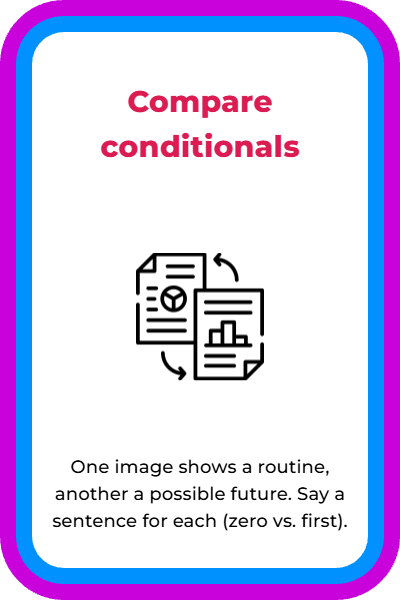 Compare
conditionals
One image shows a routine,
another a possible future. Say a
sentence for each (zero vs. first).